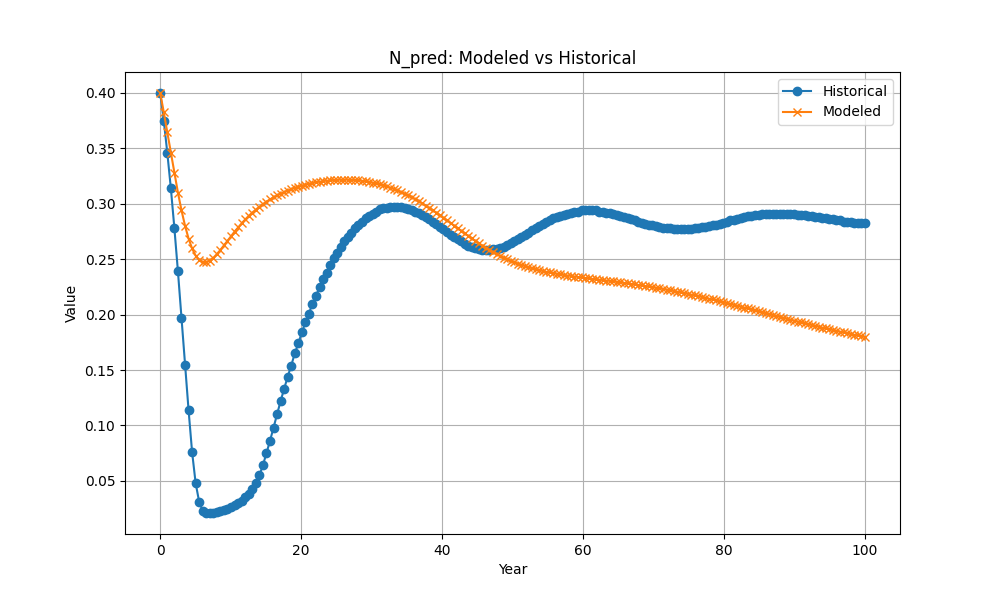 N_pred: Modeled vs Historical
Historical
Modeled
Value
0.40
0.35
0.30
0.25
0.20
0.15
0.10
0.05
0 20 40 60 80 100
Year